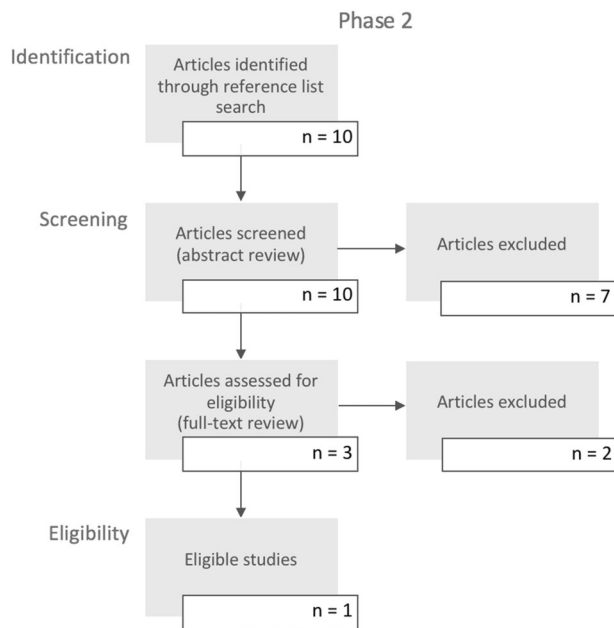 Phase 2
Identification
Articles identified
through reference list
search
n = 10
Screening
Articles screened
(abstract review)
n = 10
Articles excluded
n = 7
Articles assessed for
eligibility
(full-text review)
n = 3
Articles excluded
n = 2
Eligibility
Eligible studies
n = 1